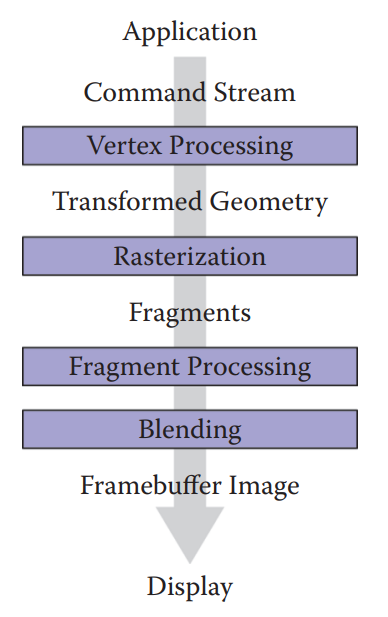 Application
Command Stream
Vertex Processing
Transformed Geometry
Rasterization
Fragments
Fragment Processing
Blending
Framebuffer Image
Display